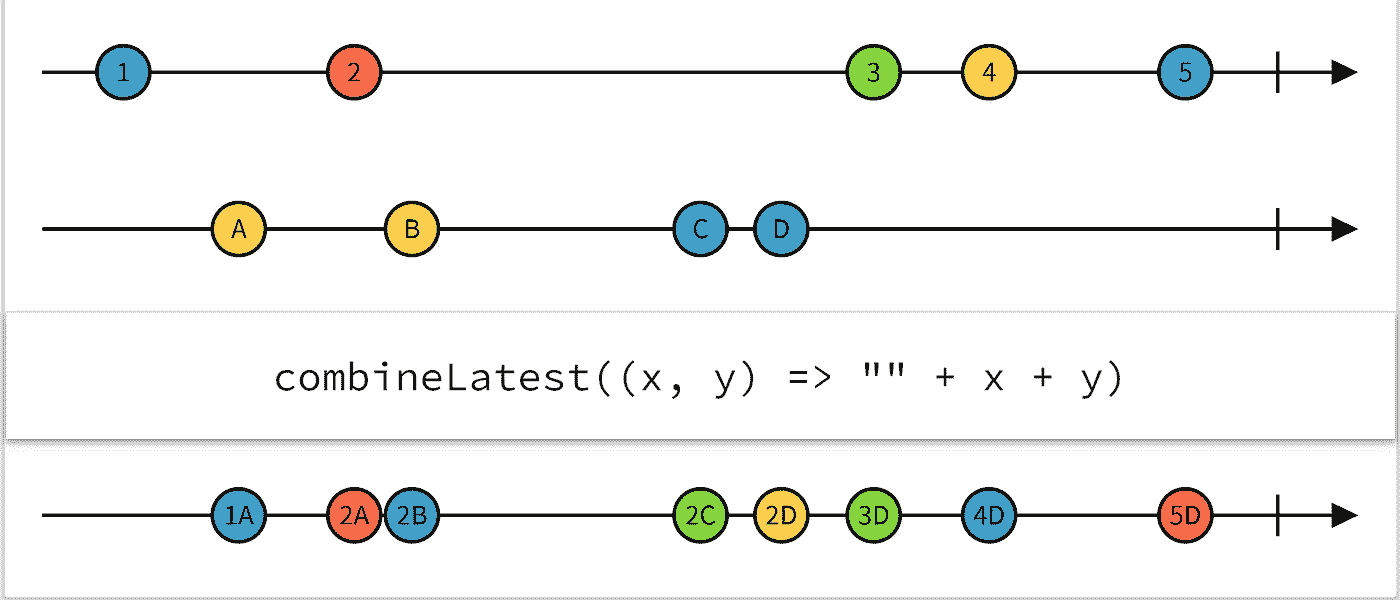 1 2 3 4 5
A B C D
combineLatest((x, y) => "" + x + y)
1A 2A 2B 2C 2D 3D 4D 5D